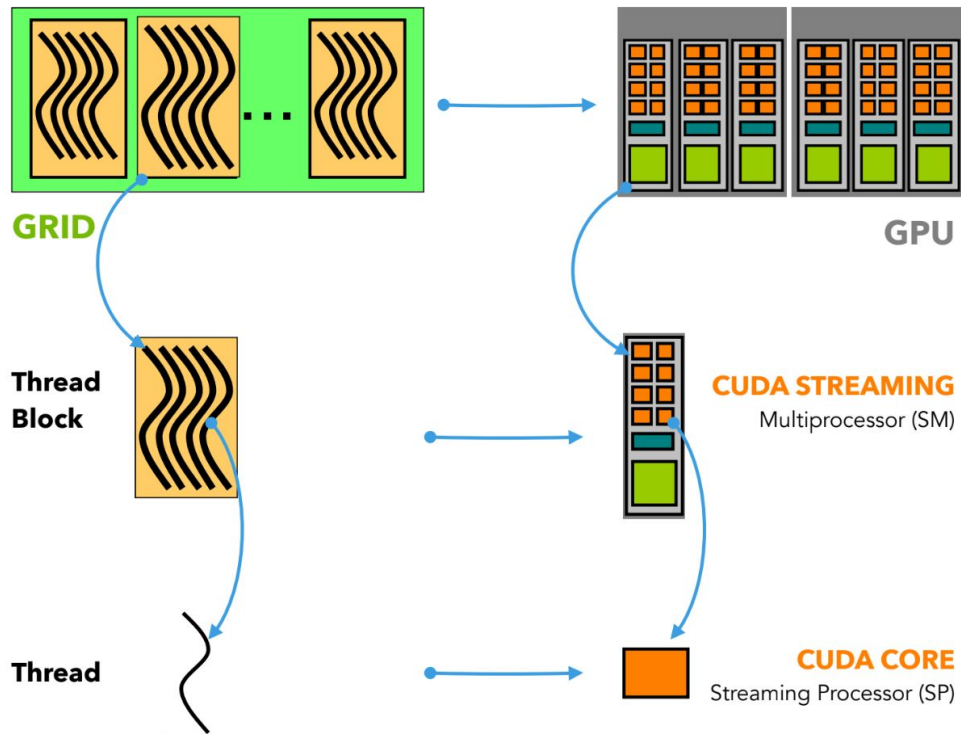 GRID
GPU
Thread
Block
CUDA STREAMING
Multiprocessor (SM)
Thread
CUDA CORE
Streaming Processor (SP)